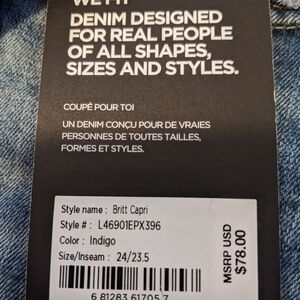 WE FIT
DENIM DESIGNED
FOR REAL PEOPLE
OF ALL SHAPES,
SIZES AND STYLES.
COUPÉ POUR TOI
UN DENIM CONÇU POUR DE VRAIES
PERSONNES DE TOUTES TAILLES,
FORMES ET STYLES.
Style name : Britt Capri
Style # : L46901EPX396
Color : Indigo
Size/Inseam : 24/23.5
MSRP USD
$78.00
6 81283 61705 7